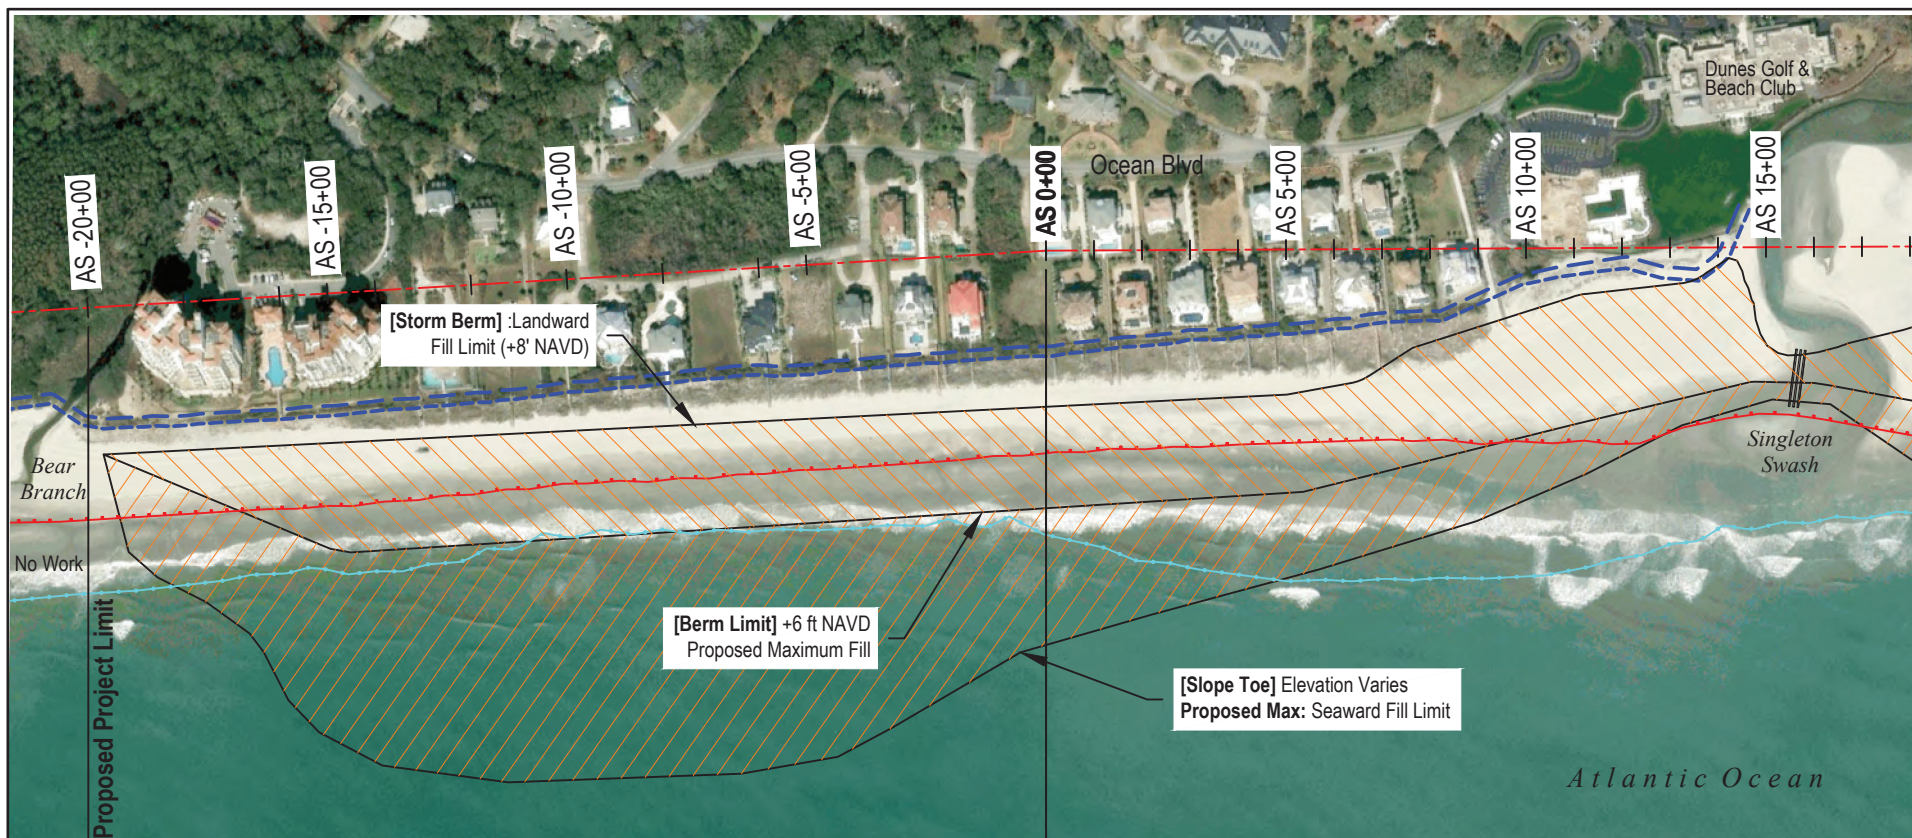 Dunes Golf &
Beach Club
Ocean Blvd
AS -20+00
AS -15+00
AS -10+00
AS -5+00
AS 0+00
AS 5+00
AS 10+00
AS 15+00
[Storm Berm] :Landward
Fill Limit (+8' NAVD)
Bear
Branch
Singleton
Swash
No Work
[Berm Limit] +6 ft NAVD
Proposed Maximum Fill
[Slope Toe] Elevation Varies
Proposed Max: Seaward Fill Limit
Proposed Project Limit
Atlantic Ocean